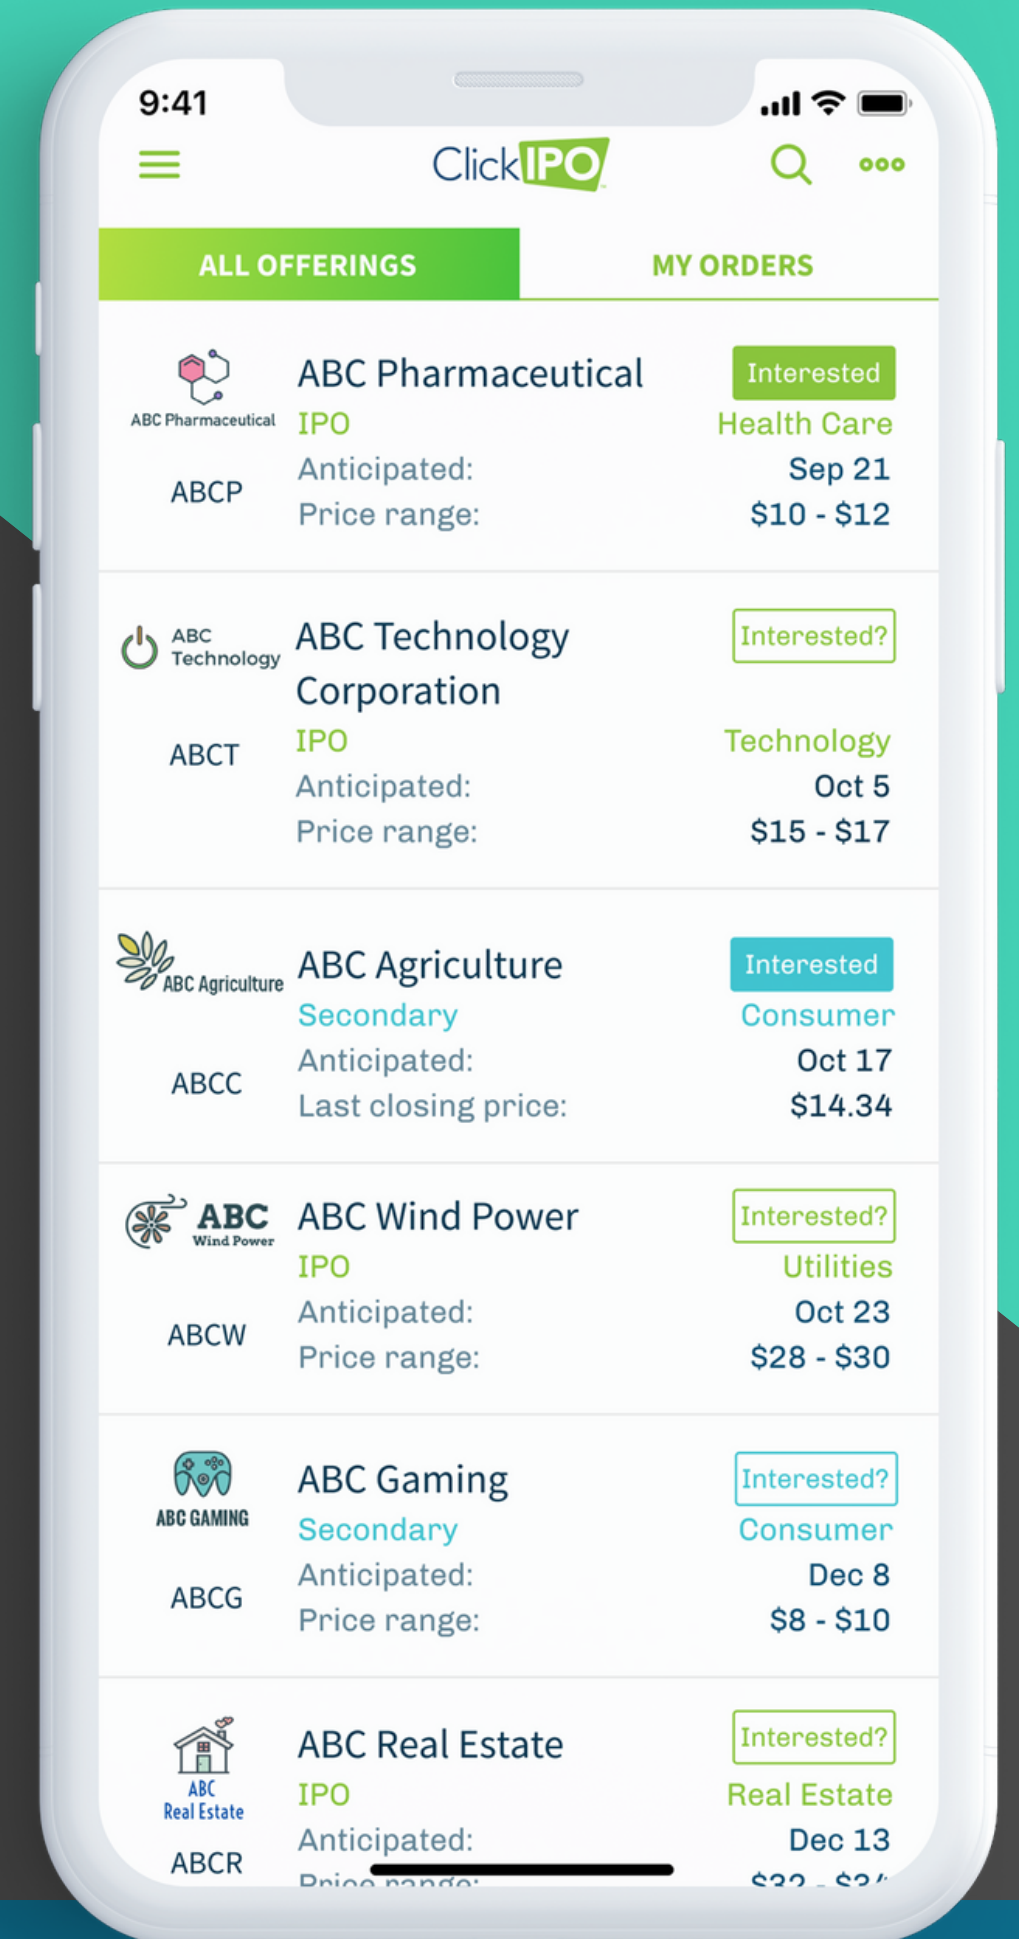 9:41
ClickIPO
ALL OFFERINGS
MY ORDERS
ABC Pharmaceutical
Interested
ABC Pharmaceutical
IPO
Health Care
ABCP
Anticipated:
Sep 21
Price range:
$10 - $12
ABC
Technology
ABC Technology
Corporation
Interested?
ABCT
IPO
Technology
Anticipated:
Oct 5
Price range:
$15 - $17
ABC Agriculture
ABC Agriculture
Interested
Secondary
Consumer
ABCC
Anticipated:
Oct 17
Last closing price:
$14.34
ABC
Wind Power
ABC Wind Power
Interested?
IPO
Utilities
ABCW
Anticipated:
Oct 23
Price range:
$28 - $30
ABC GAMING
ABC Gaming
Interested?
Secondary
Consumer
ABCG
Anticipated:
Dec 8
Price range:
$8 - $10
ABC
Real Estate
ABC Real Estate
Interested?
IPO
Real Estate
ABCR
Anticipated:
Dec 13
Price range:
$32 - $34